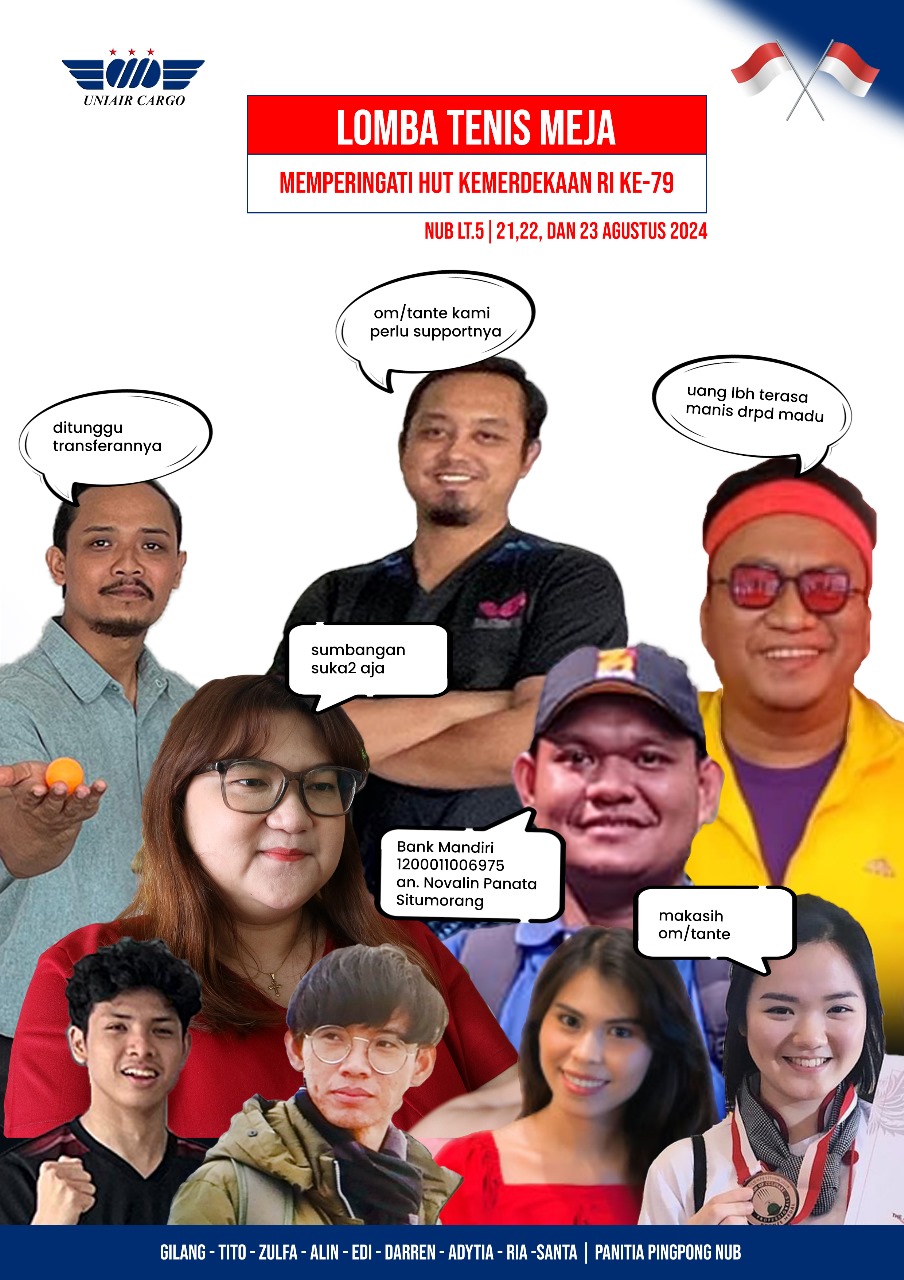 UNIAIR CARGO
LOMBA TENIS MEJA
MEMPERINGATI HUT KEMERDEKAAN RI KE-79
NUB LT.5 | 21,22, DAN 23 AGUSTUS 2024
om/tante kami
perlu supportnya
uang lbh terasa
manis drpd madu
ditunggu
transferannya
sumbangan
suka2 aja
Bank Mandiri
1200011006975
an. Novalin Panata
Situmorang
makasih
om/tante
GILANG - TITO - ZULFA - ALIN - EDI - DARREN - ADYTIA - RIA -SANTA | PANITIA PINGPONG NUB